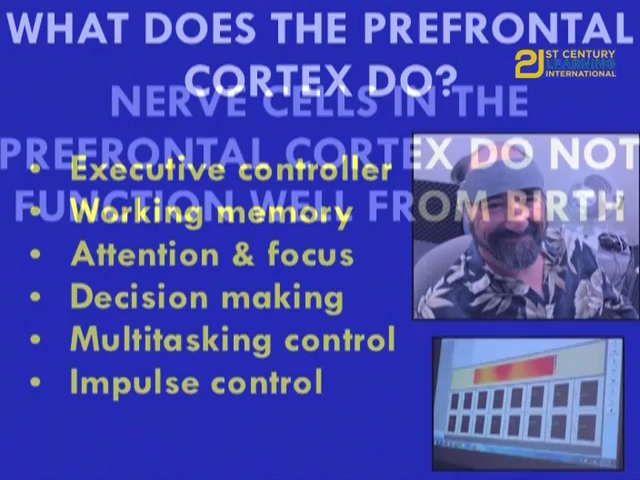 WHAT DOES THE PREFRONTAL
CORTEX DO?
21ST CENTURY
LEARNING
INTERNATIONAL
NERVE CELLS IN THE
PREFRONTAL CORTEX DO NOT
FUNCTION WELL FROM BIRTH
• Executive controller
• Working memory
• Attention & focus
• Decision making
• Multitasking control
• Impulse control